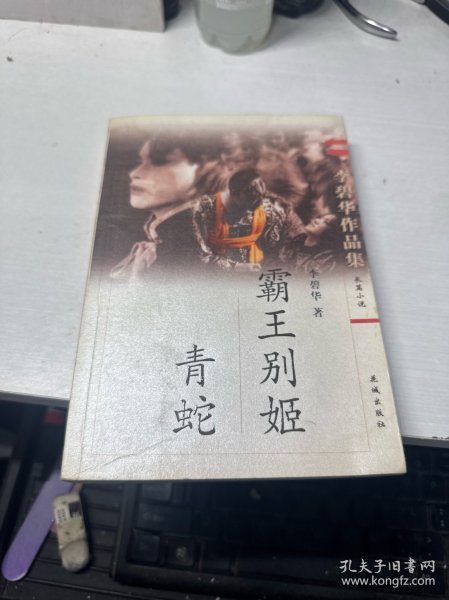 李碧华作品集
长篇小说
李碧华 著
霸王别姬
青蛇
花城出版社
孔夫子旧书网
www.kongfz.com